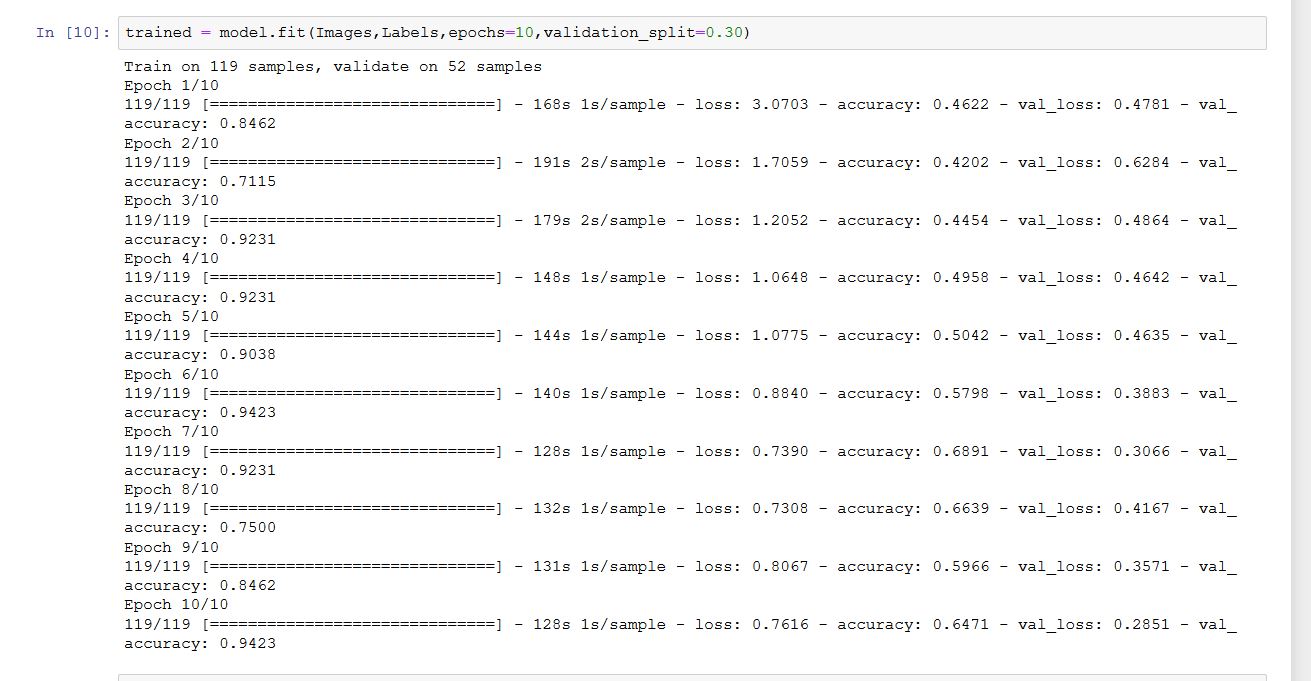 In [10]: trained = model.fit(Images,Labels,epochs=10,validation_split=0.30)
Train on 119 samples, validate on 52 samples
Epoch 1/10
119/119 [==============================] - 168s 1s/sample - loss: 3.0703 - accuracy: 0.4622 - val_loss: 0.4781 - val_
accuracy: 0.8462
Epoch 2/10
119/119 [==============================] - 191s 2s/sample - loss: 1.7059 - accuracy: 0.4202 - val_loss: 0.6284 - val_
accuracy: 0.7115
Epoch 3/10
119/119 [==============================] - 179s 2s/sample - loss: 1.2052 - accuracy: 0.4454 - val_loss: 0.4864 - val_
accuracy: 0.9231
Epoch 4/10
119/119 [==============================] - 148s 1s/sample - loss: 1.0648 - accuracy: 0.4958 - val_loss: 0.4642 - val_
accuracy: 0.9231
Epoch 5/10
119/119 [==============================] - 144s 1s/sample - loss: 1.0775 - accuracy: 0.5042 - val_loss: 0.4635 - val_
accuracy: 0.9038
Epoch 6/10
119/119 [==============================] - 140s 1s/sample - loss: 0.8840 - accuracy: 0.5798 - val_loss: 0.3883 - val_
accuracy: 0.9423
Epoch 7/10
119/119 [==============================] - 128s 1s/sample - loss: 0.7390 - accuracy: 0.6891 - val_loss: 0.3066 - val_
accuracy: 0.9231
Epoch 8/10
119/119 [==============================] - 132s 1s/sample - loss: 0.7308 - accuracy: 0.6639 - val_loss: 0.4167 - val_
accuracy: 0.7500
Epoch 9/10
119/119 [==============================] - 131s 1s/sample - loss: 0.8067 - accuracy: 0.5966 - val_loss: 0.3571 - val_
accuracy: 0.8462
Epoch 10/10
119/119 [==============================] - 128s 1s/sample - loss: 0.7616 - accuracy: 0.6471 - val_loss: 0.2851 - val_
accuracy: 0.9423